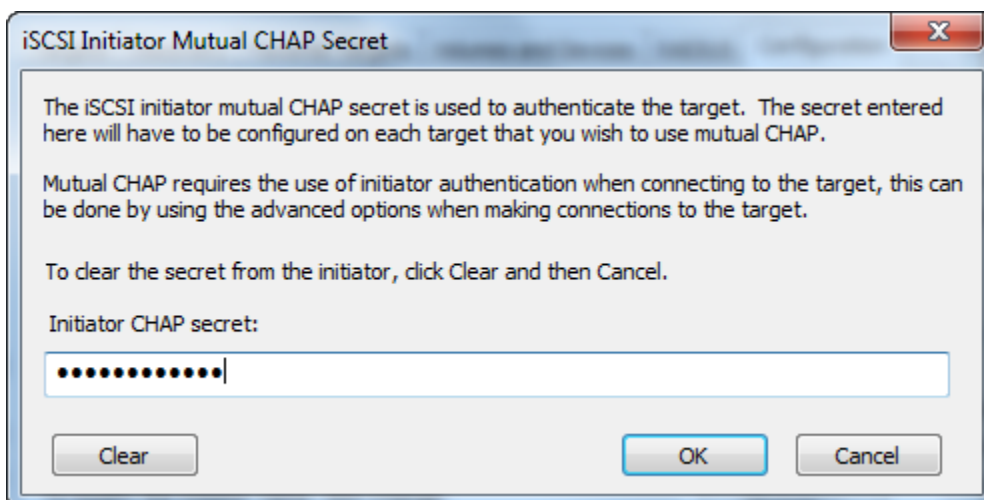 iSCSI Initiator Mutual CHAP Secret
The iSCSI initiator mutual CHAP secret is used to authenticate the target.  The secret entered
here will have to be configured on each target that you wish to use mutual CHAP.
Mutual CHAP requires the use of initiator authentication when connecting to the target, this can
be done by using the advanced options when making connections to the target.
To clear the secret from the initiator, click Clear and then Cancel.
Initiator CHAP secret:
••••••••••••
Clear OK Cancel